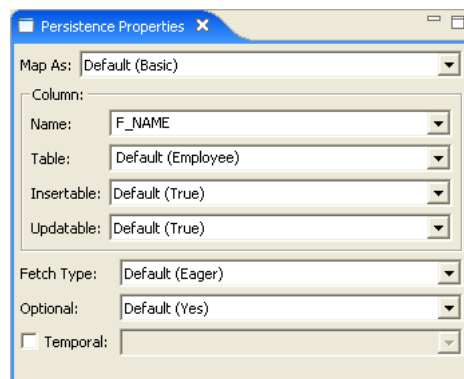 Persistence Properties
Map As: Default (Basic)
Column:
Name: F_NAME
Table: Default (Employee)
Insertable: Default (True)
Updatable: Default (True)
Fetch Type: Default (Eager)
Optional: Default (Yes)
Temporal: